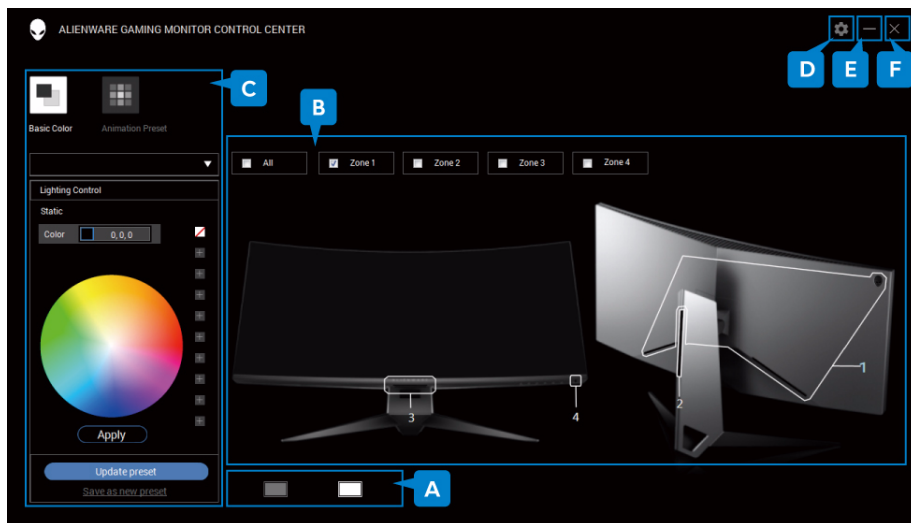 ALIENWARE GAMING MONITOR CONTROL CENTER
D
E
F
C
Basic Color
Animation Preset
B
All
Zone 1
Zone 2
Zone 3
Zone 4
Lighting Control
Static
Color
0, 0, 0
1
2
3
4
Apply
Update preset
Save as new preset
A